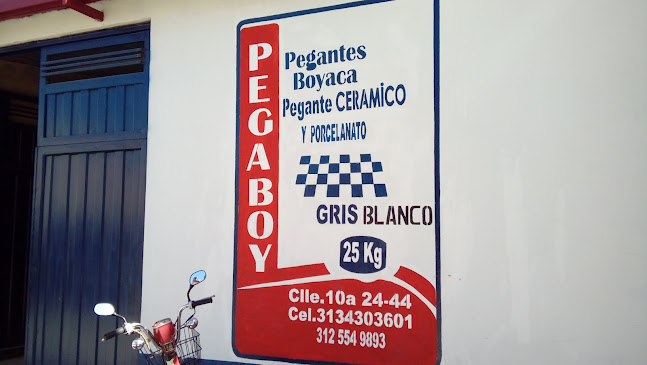 PEGABOY
Pegantes
Boyaca
Pegante CERAMiCO
Y PORCELANATO
GRIS BLANCO
25 Kg
Clle.10a 24-44
Cel.3134303601
312 554 9893